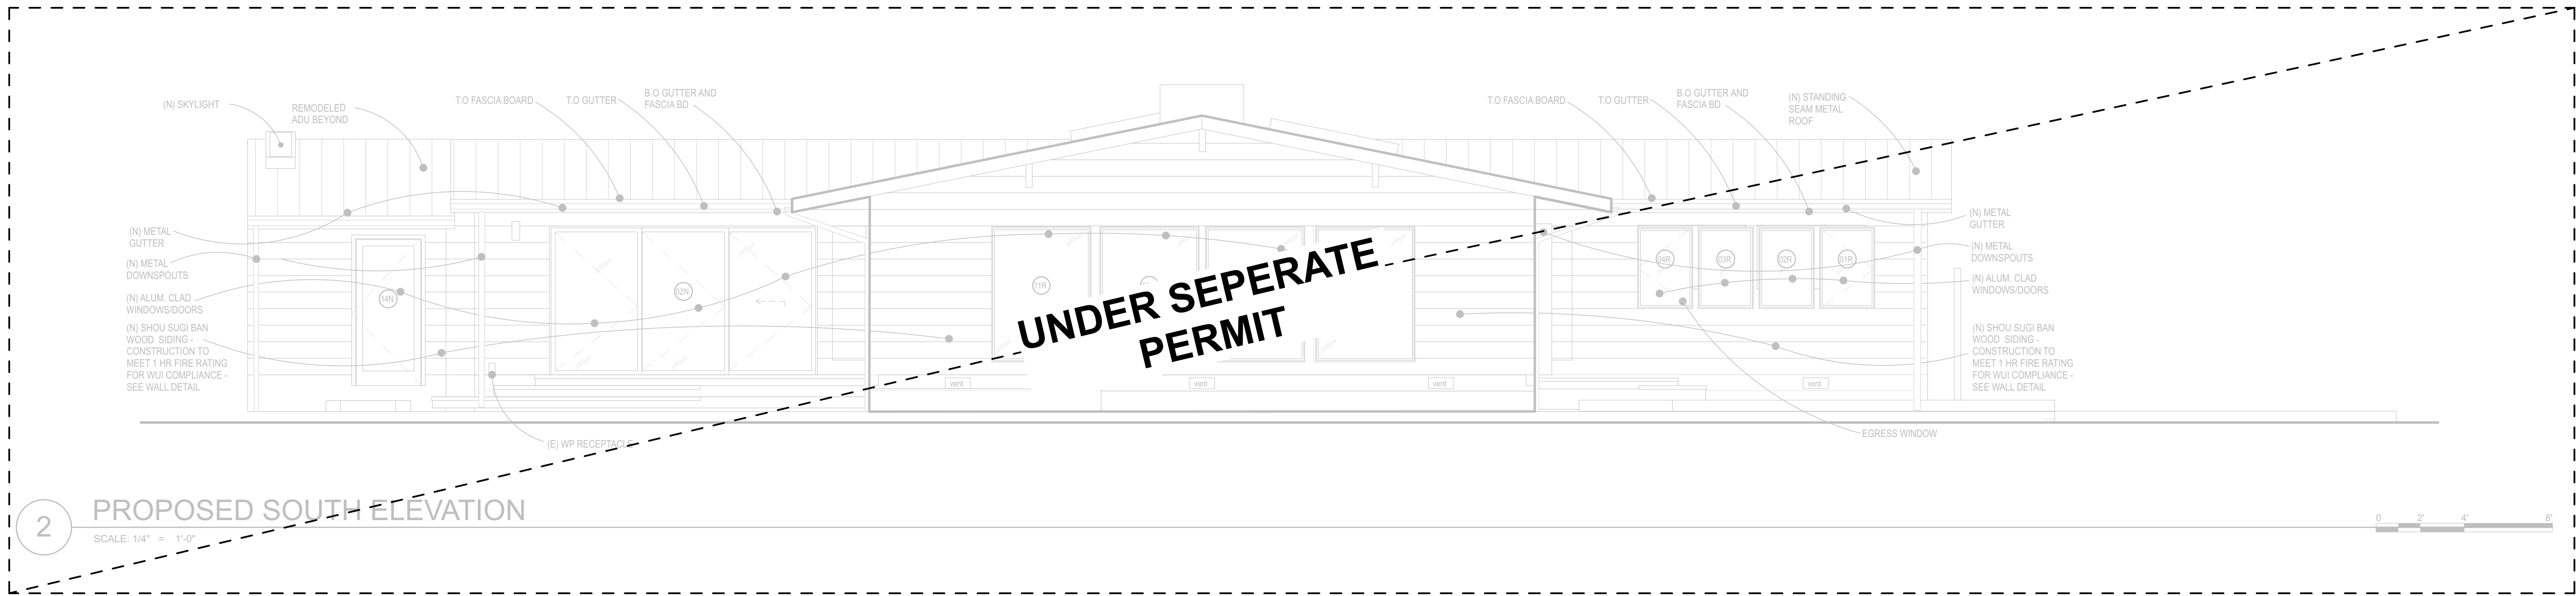 (N) SKYLIGHT
REMODELED
ADU BEYOND
T.O FASCIA BOARD
T.O GUTTER
B.O GUTTER AND
FASCIA BD
T.O FASCIA BOARD
T.O GUTTER
B.O GUTTER AND
FASCIA BD
(N) STANDING
SEAM METAL
ROOF
(N) METAL
GUTTER
(N) METAL
DOWNSPOUTS
(N) ALUM. CLAD
WINDOWS/DOORS
(N) SHOU SUGI BAN
WOOD SIDING -
CONSTRUCTION TO
MEET 1 HR FIRE RATING
FOR WUI COMPLIANCE -
SEE WALL DETAIL
14N
02N
11R
UNDER SEPERATE
PERMIT
04R
03R
02R
01R
(N) METAL
GUTTER
(N) METAL
DOWNSPOUTS
(N) ALUM. CLAD
WINDOWS/DOORS
(N) SHOU SUGI BAN
WOOD SIDING -
CONSTRUCTION TO
MEET 1 HR FIRE RATING
FOR WUI COMPLIANCE -
SEE WALL DETAIL
vent
vent
vent
vent
(E) WP RECEPTACLE
EGRESS WINDOW
2
PROPOSED SOUTH ELEVATION
SCALE: 1/4" = 1'-0"
0 2' 4' 8'